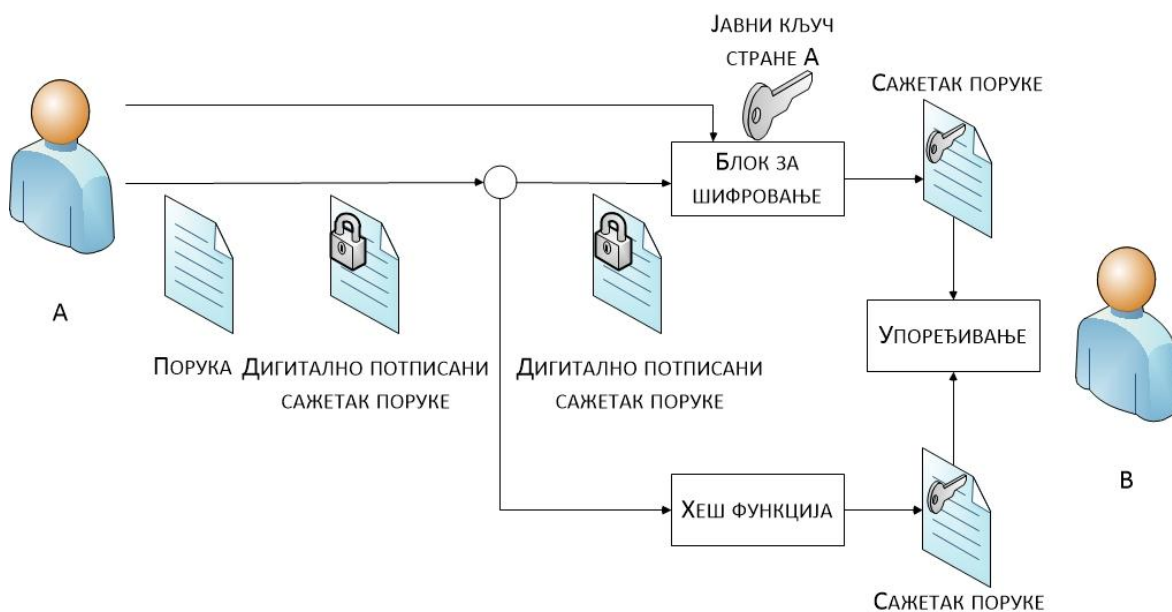 Јавни кључ
стране А
Сажетак поруке
Блок за
шифровање
А
Порука
Дигитално потписани
сажетак поруке
Дигитално потписани
сажетак поруке
Упоређивање
В
Хеш функција
Сажетак поруке